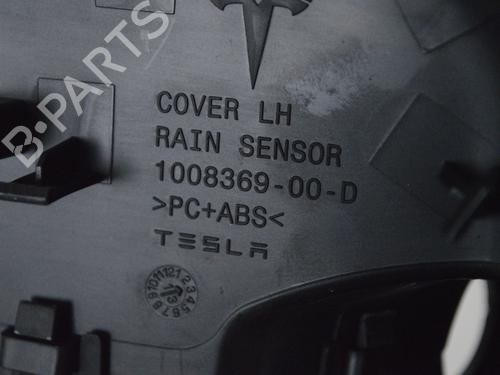 B-PARTS
COVER LH
RAIN SENSOR
1008369-00-D
>PC+ABS<
TESLA